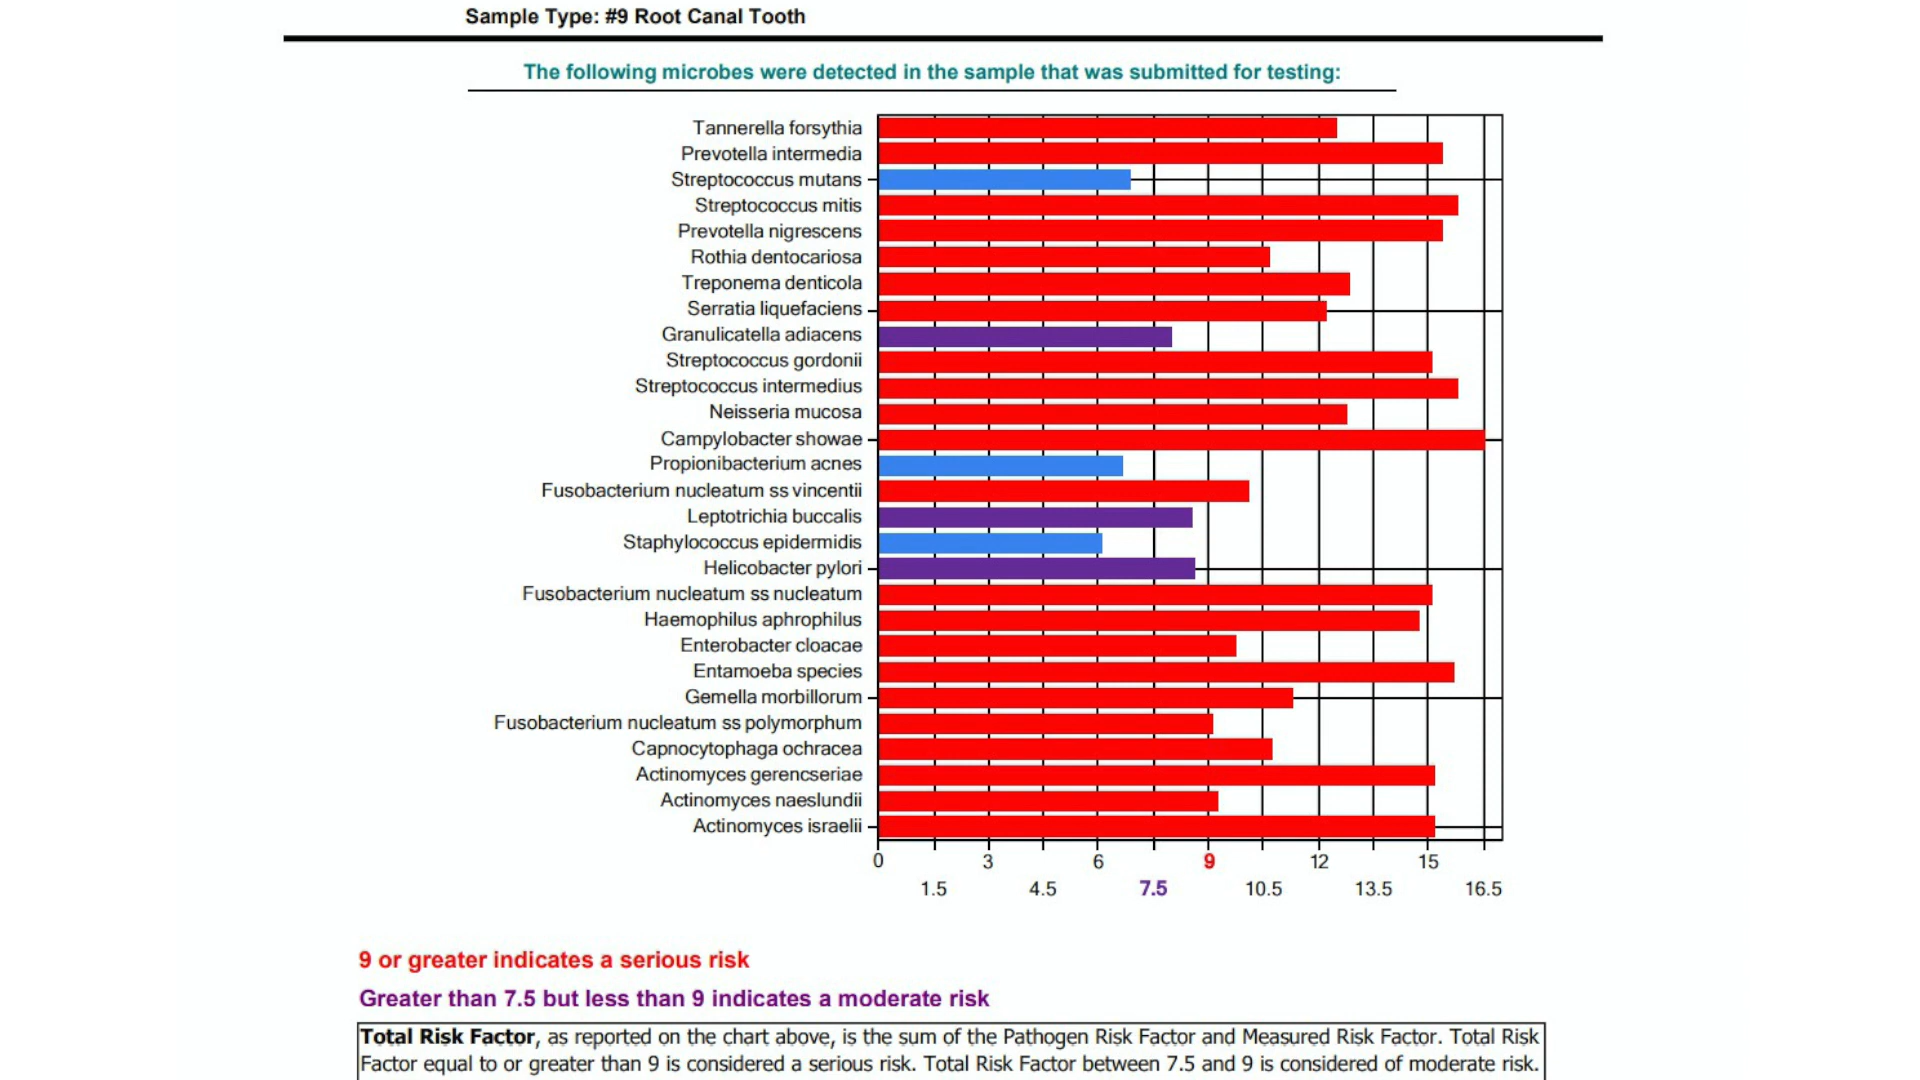 Sample Type: #9 Root Canal Tooth
The following microbes were detected in the sample that was submitted for testing:
Tannerella forsythia
Prevotella intermedia
Streptococcus mutans
Streptococcus mitis
Prevotella nigrescens
Rothia dentocariosa
Treponema denticola
Serratia liquefaciens
Granulicatella adiacens
Streptococcus gordonii
Streptococcus intermedius
Neisseria mucosa
Campylobacter showae
Propionibacterium acnes
Fusobacterium nucleatum ss vincentii
Leptotrichia buccalis
Staphylococcus epidermidis
Helicobacter pylori
Fusobacterium nucleatum ss nucleatum
Haemophilus aphrophilus
Enterobacter cloacae
Entamoeba species
Gemella morbillorum
Fusobacterium nucleatum ss polymorphum
Capnocytophaga ochracea
Actinomyces gerencseriae
Actinomyces naeslundii
Actinomyces israelii
0 3 6 9 12 15
1.5 4.5 7.5 10.5 13.5 16.5
9 or greater indicates a serious risk
Greater than 7.5 but less than 9 indicates a moderate risk
Total Risk Factor, as reported on the chart above, is the sum of the Pathogen Risk Factor and Measured Risk Factor. Total Risk
Factor equal to or greater than 9 is considered a serious risk. Total Risk Factor between 7.5 and 9 is considered of moderate risk.